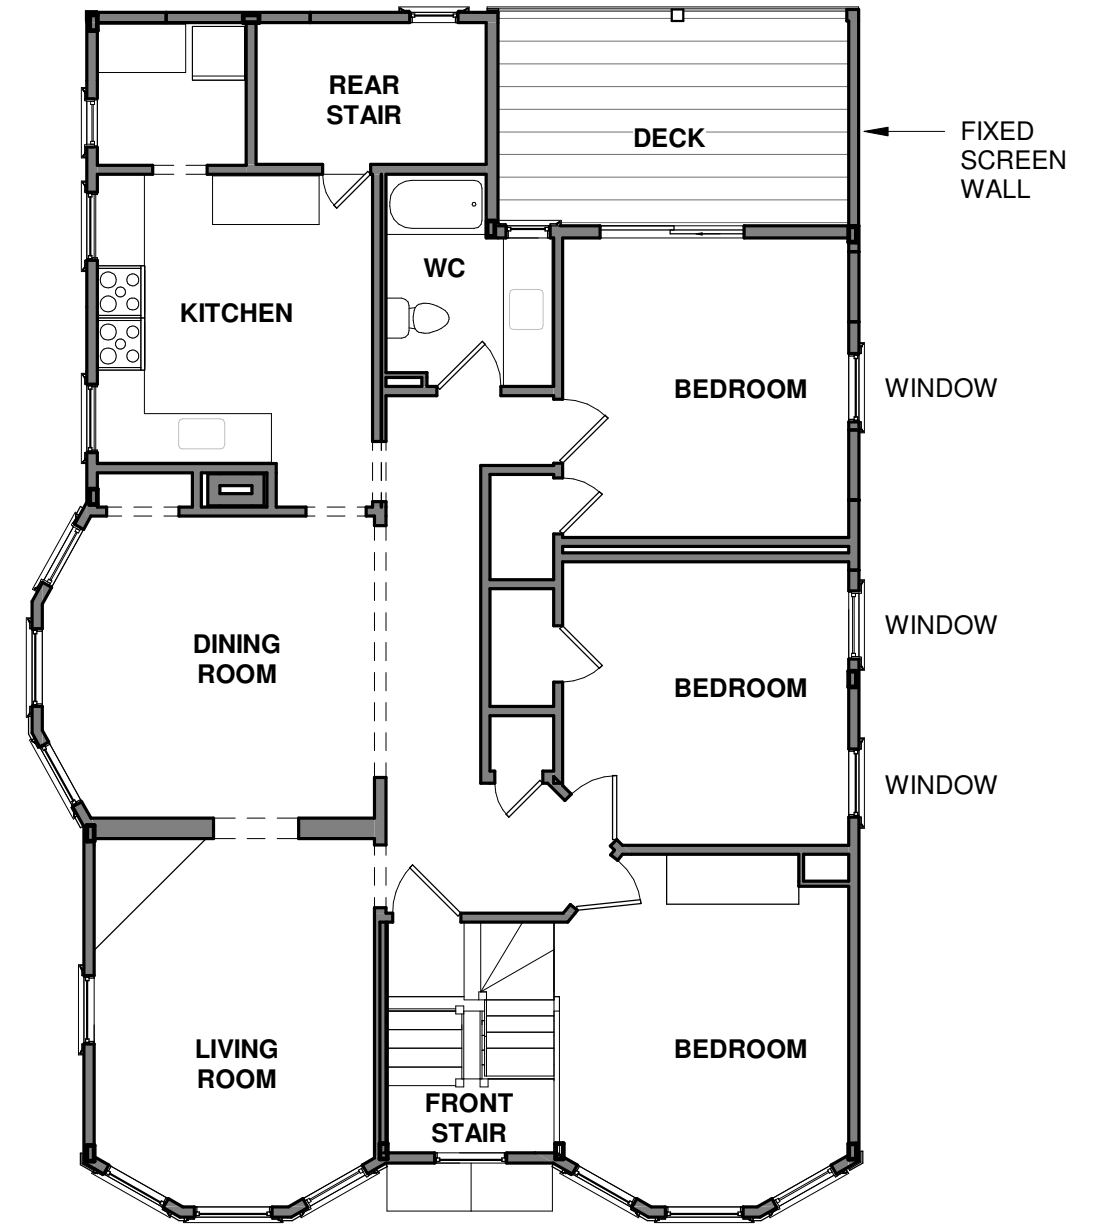 REAR
STAIR
DECK
FIXED
SCREEN
WALL
WC
KITCHEN
BEDROOM
WINDOW
DINING
ROOM
WINDOW
BEDROOM
WINDOW
LIVING
ROOM
BEDROOM
FRONT
STAIR